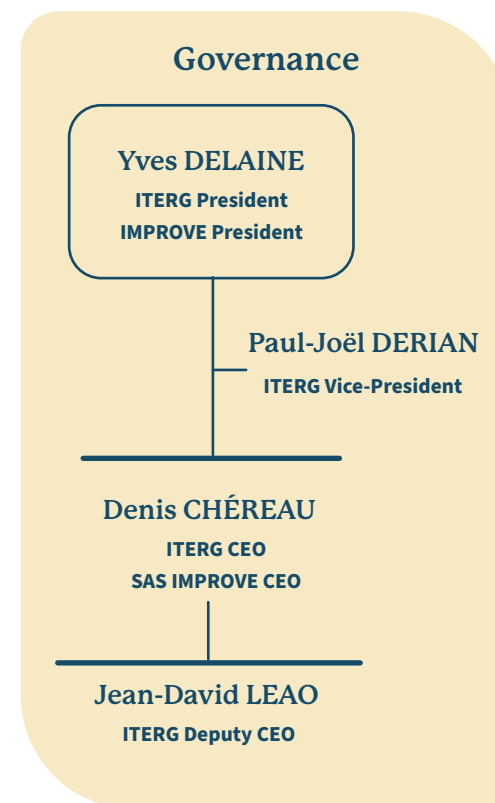 Governance
Yves DELAINE
ITERG President
IMPROVE President
Paul-Joël DERIAN
ITERG Vice-President
Denis CHÉREAU
ITERG CEO
SAS IMPROVE CEO
Jean-David LEAO
ITERG Deputy CEO